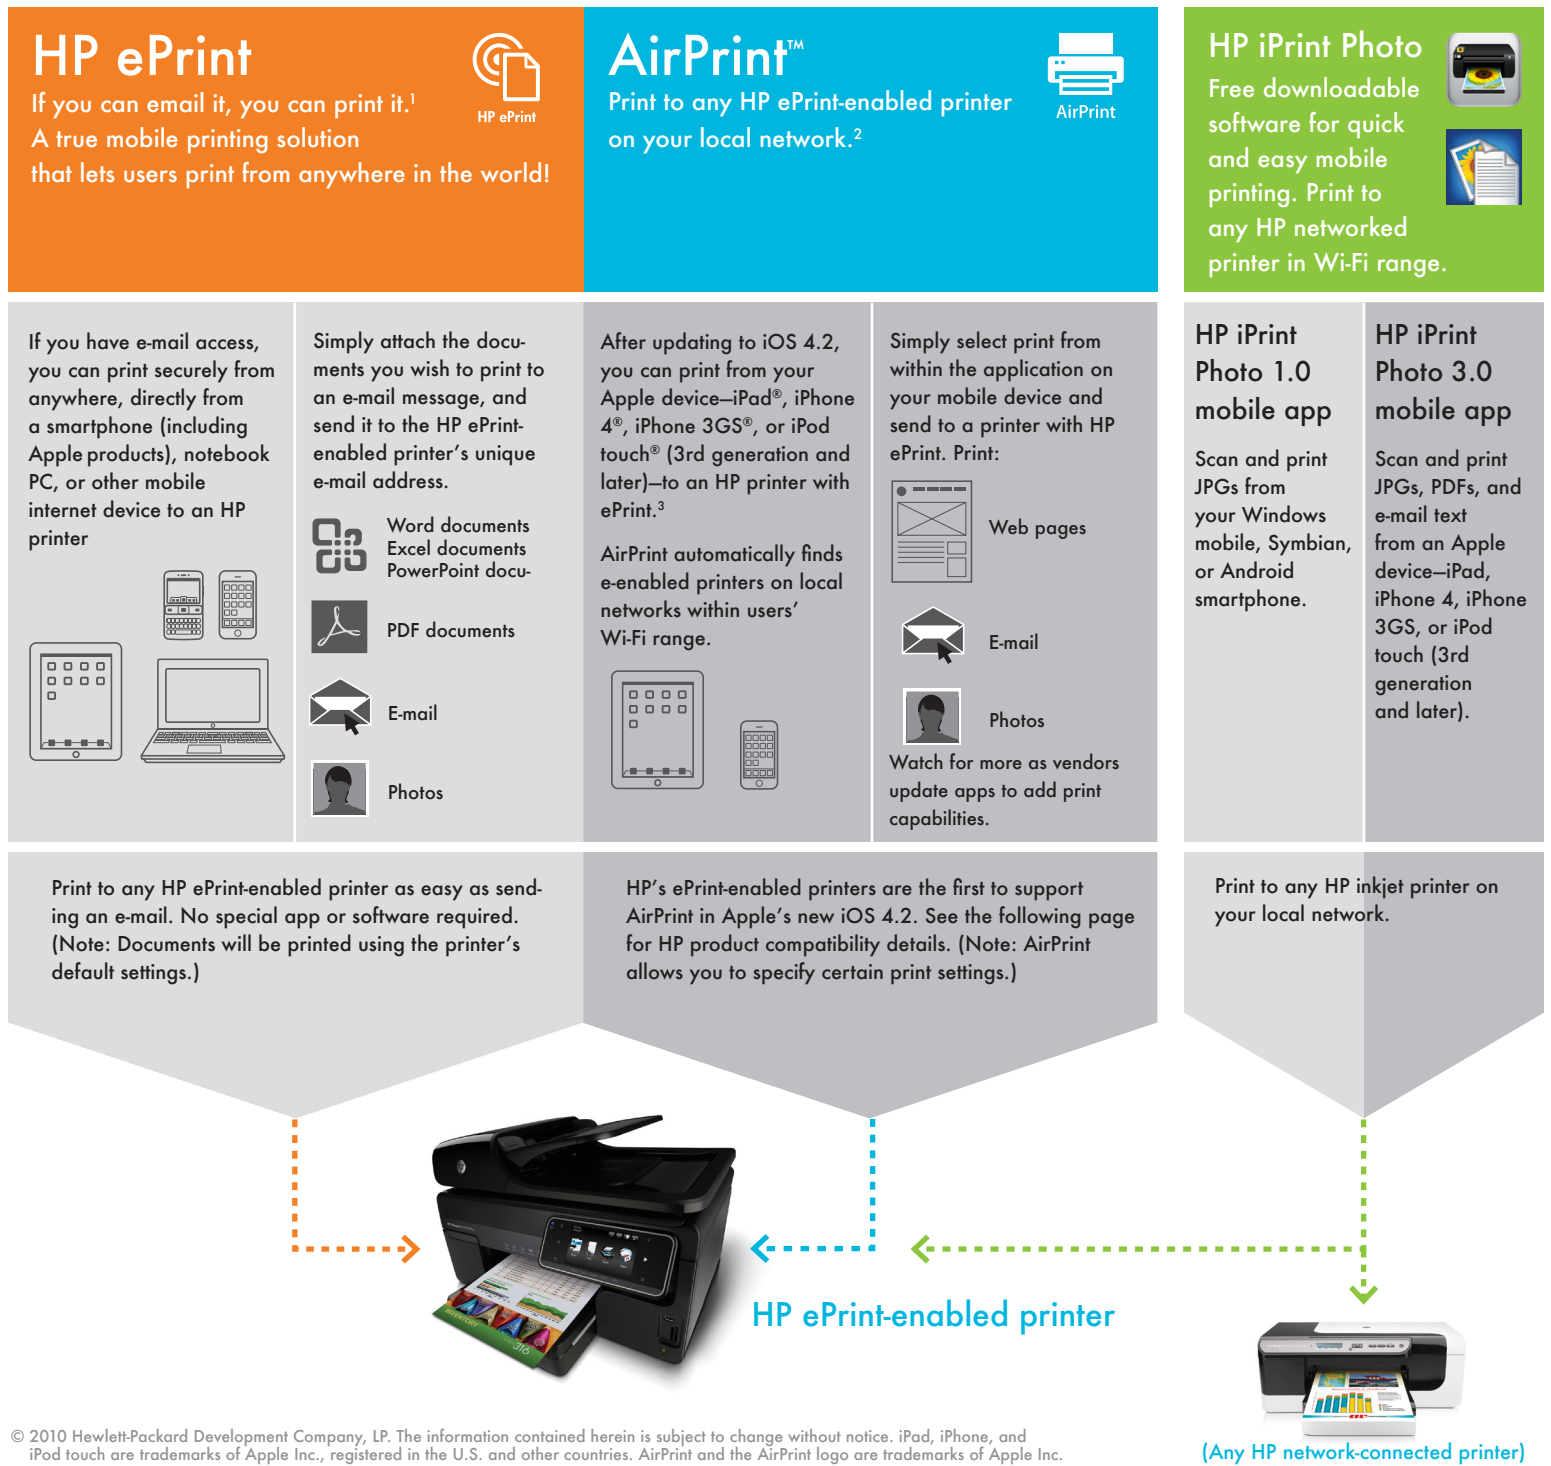 HP ePrint
If you can email it, you can print it.1
A true mobile printing solution
that lets users print from anywhere in the world!
HP ePrint
AirPrint™
Print to any HP ePrint-enabled printer
on your local network.2
AirPrint
HP iPrint Photo
Free downloadable
software for quick
and easy mobile
printing. Print to
any HP networked
printer in Wi-Fi range.
If you have e-mail access,
you can print securely from
anywhere, directly from
a smartphone (including
Apple products), notebook
PC, or other mobile
internet device to an HP
printer
Simply attach the docu-
ments you wish to print to
an e-mail message, and
send it to the HP ePrint-
enabled printer's unique
e-mail address.
Word documents
Excel documents
PowerPoint docu-
PDF documents
E-mail
Photos
After updating to iOS 4.2,
you can print from your
Apple device—iPad®, iPhone
4®, iPhone 3GS®, or iPod
touch® (3rd generation and
later)—to an HP printer with
ePrint.3
AirPrint automatically finds
e-enabled printers on local
networks within users'
Wi-Fi range.
Simply select print from
within the application on
your mobile device and
send to a printer with HP
ePrint. Print:
Web pages
E-mail
Photos
Watch for more as vendors
update apps to add print
capabilities.
HP iPrint
Photo 1.0
mobile app
Scan and print
JPGs from
your Windows
mobile, Symbian,
or Android
smartphone.
HP iPrint
Photo 3.0
mobile app
Scan and print
JPGs, PDFs, and
e-mail text
from an Apple
device—iPad,
iPhone 4, iPhone
3GS, or iPod
touch (3rd
generation
and later).
Print to any HP ePrint-enabled printer as easy as send-
ing an e-mail. No special app or software required.
(Note: Documents will be printed using the printer's
default settings.)
HP's ePrint-enabled printers are the first to support
AirPrint in Apple's new iOS 4.2. See the following page
for HP product compatibility details. (Note: AirPrint
allows you to specify certain print settings.)
Print to any HP inkjet printer on
your local network.
INVENTORY
316
HP ePrint-enabled printer
(Any HP network-connected printer)
© 2010 Hewlett-Packard Development Company, LP. The information contained herein is subject to change without notice. iPad, iPhone, and
iPod touch are trademarks of Apple Inc., registered in the U.S. and other countries. AirPrint and the AirPrint logo are trademarks of Apple Inc.